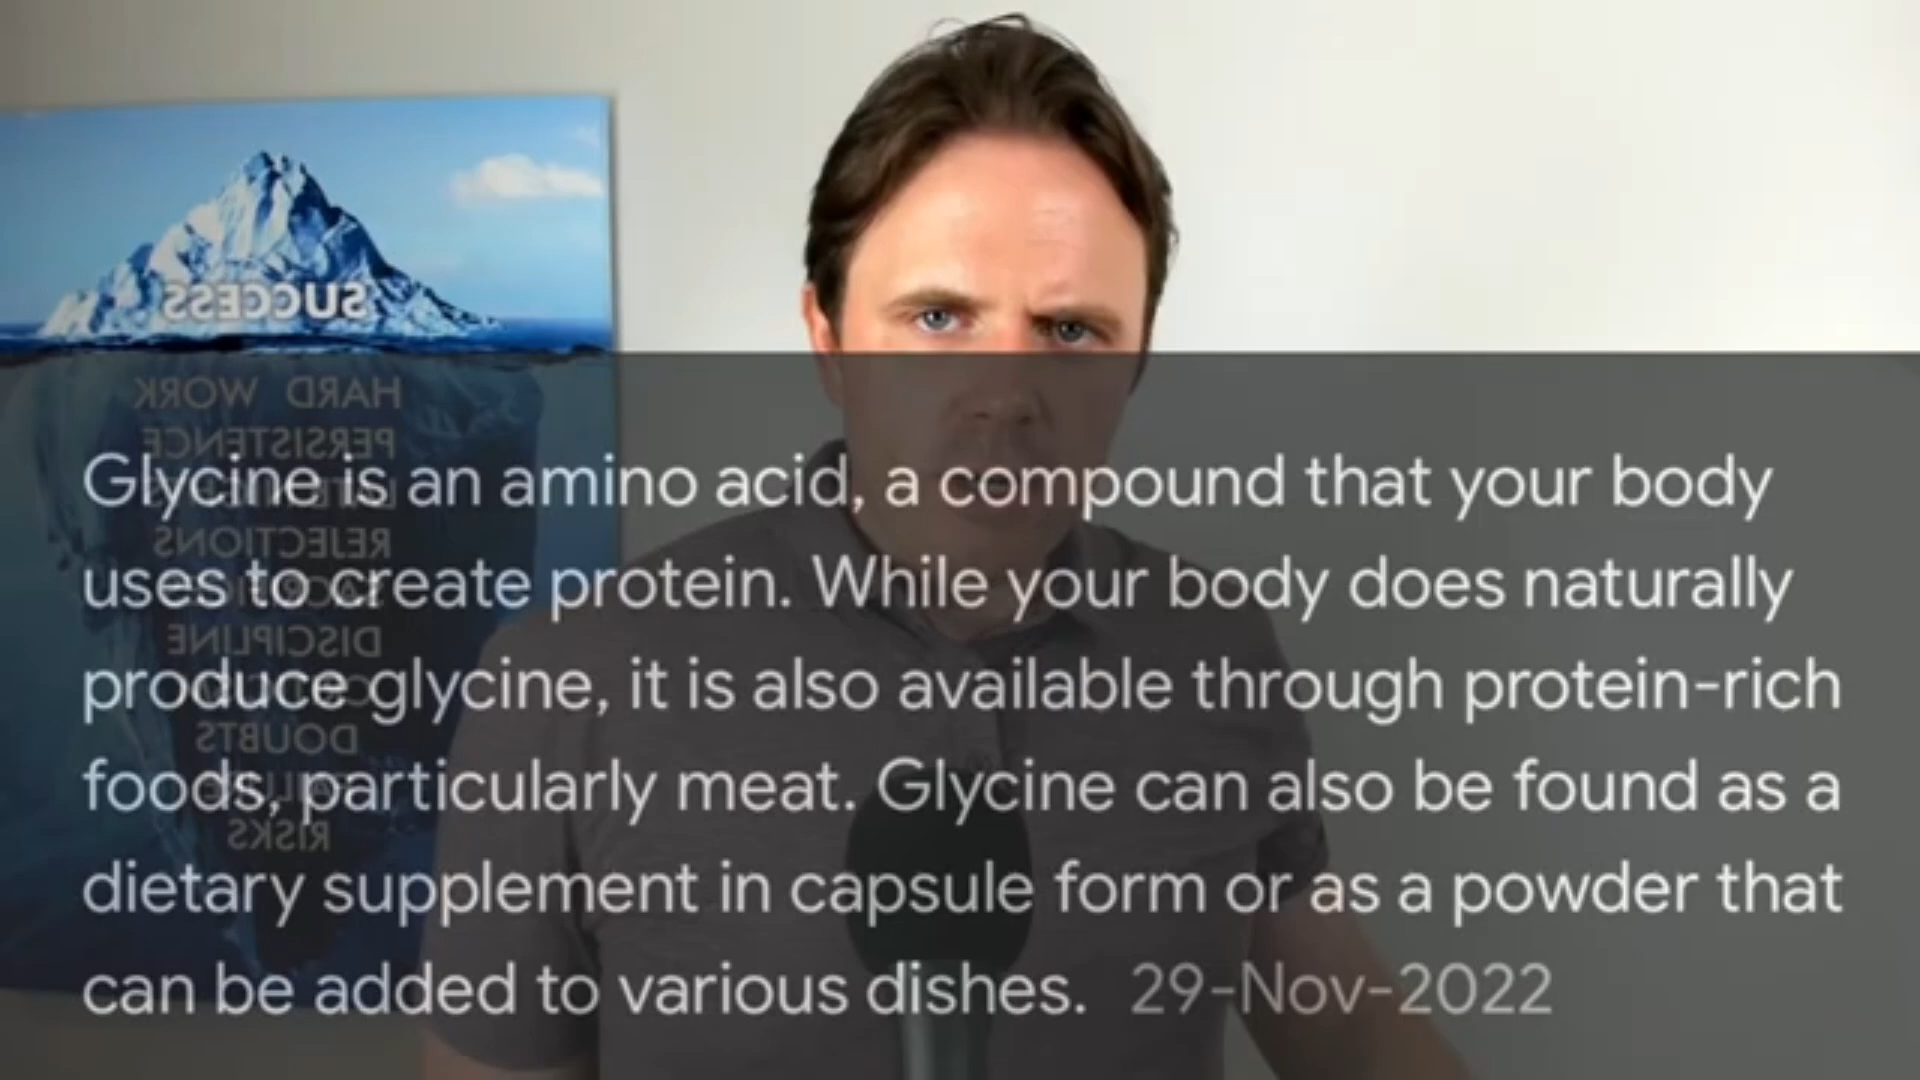 SUCCESS
HARD WORK
PERSISTENCE
REJECTIONS
DISCIPLINE
DOUBTS
RISKS
Glycine is an amino acid, a compound that your body
uses to create protein. While your body does naturally
produce glycine, it is also available through protein-rich
foods, particularly meat. Glycine can also be found as a
dietary supplement in capsule form or as a powder that
can be added to various dishes. 29-Nov-2022